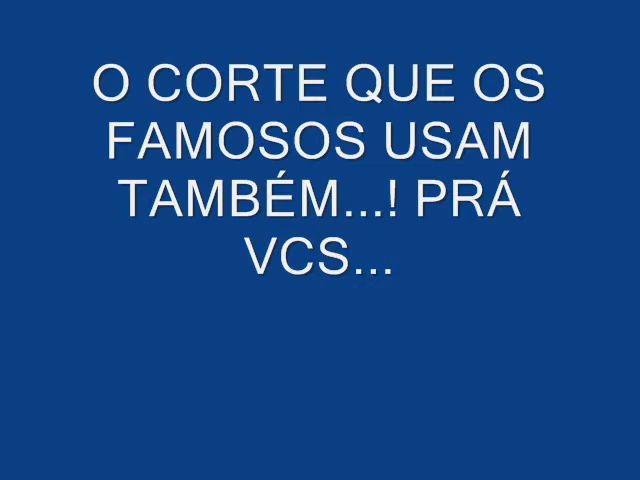 O CORTE QUE OS
FAMOSOS USAM
TAMBÉM...! PRÁ
VCS...